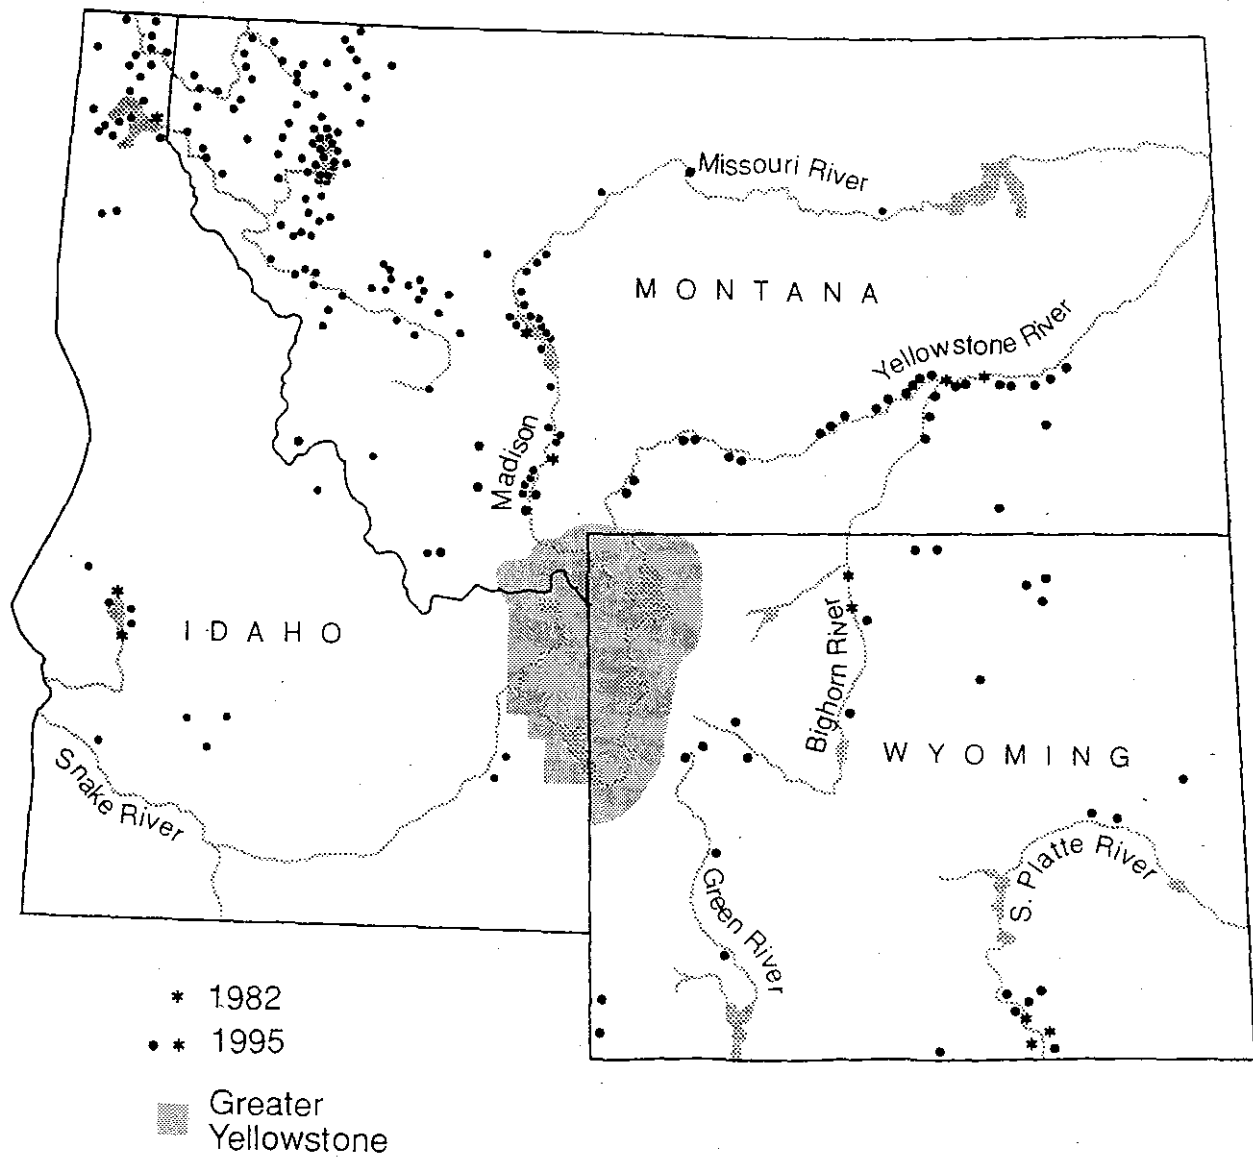 Missouri River
MONTANA
Yellowstone River
Madison
IDAHO
Bighorn River
WYOMING
Snake River
S. Platte River
Green River
* 1982
● * 1995
Greater
Yellowstone